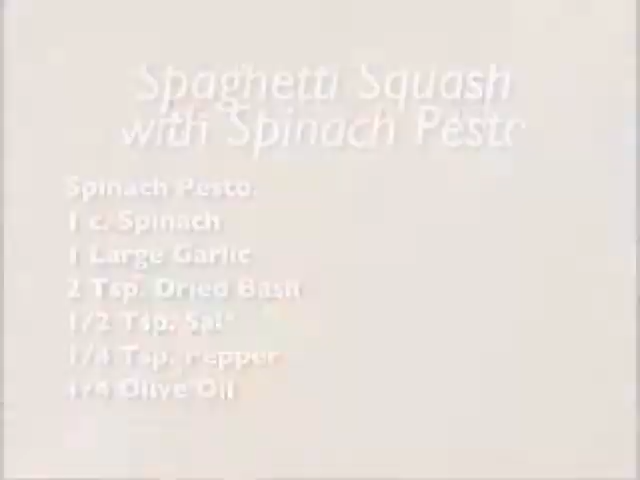 Spaghetti Squash
with Spinach Pesto
Spinach Pesto
1 c. Spinach
1 Large Garlic
2 Tsp. Dried Basil
1/2 Tsp. Salt
1/4 Tsp. Pepper
1/4 Olive Oil